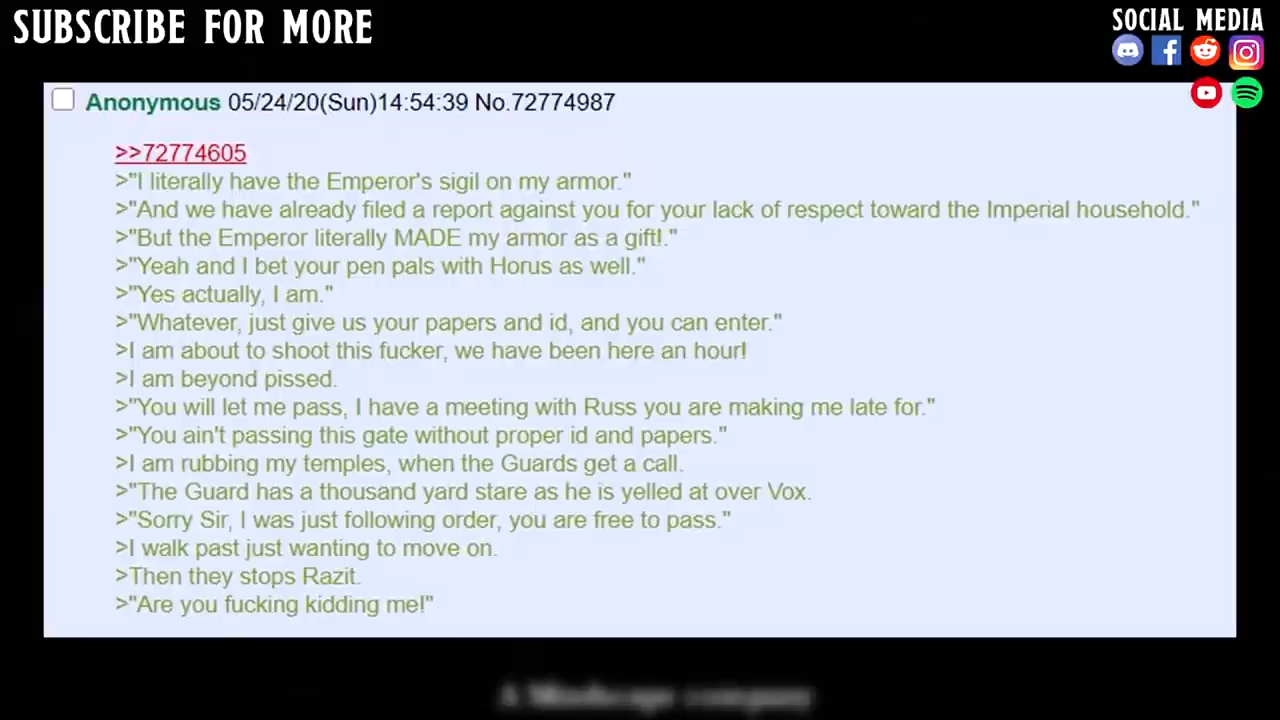 SUBSCRIBE FOR MORE
SOCIAL MEDIA
Anonymous 05/24/20(Sun)14:54:39 No.72774987
>>72774605
>"I literally have the Emperor's sigil on my armor."
>"And we have already filed a report against you for your lack of respect toward the Imperial household."
>"But the Emperor literally MADE my armor as a gift!."
>"Yeah and I bet your pen pals with Horus as well."
>"Yes actually, I am."
>"Whatever, just give us your papers and id, and you can enter."
>I am about to shoot this fucker, we have been here an hour!
>I am beyond pissed.
>"You will let me pass, I have a meeting with Russ you are making me late for."
>"You ain't passing this gate without proper id and papers."
>I am rubbing my temples, when the Guards get a call.
>"The Guard has a thousand yard stare as he is yelled at over Vox.
>"Sorry Sir, I was just following order, you are free to pass."
>I walk past just wanting to move on.
>Then they stops Razit.
>"Are you fucking kidding me!"
A company